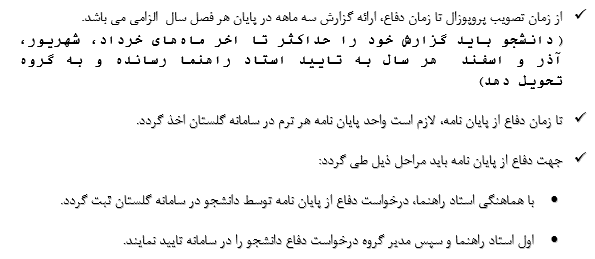 ✓ از زمان تصویب پروپوزال تا زمان دفاع، ارائه گزارش سه ماهه در پایان هر فصل سال الزامی می باشد.
(دانشجو باید گزارش خود را حداکثر تا اخر ماه‌های خرداد، شهریور،
آذر و اسفند هر سال به تایید استاد راهنما رسانده و به گروه
تحویل دهد)
✓ تا زمان دفاع از پایان نامه، لازم است واحد پایان نامه هر ترم در سامانه گلستان اخذ گردد.
✓ جهت دفاع از پایان نامه باید مراحل ذیل طی گردد:
• با هماهنگی استاد راهنما، درخواست دفاع از پایان نامه توسط دانشجو در سامانه گلستان ثبت گردد.
• اول استاد راهنما و سپس مدیر گروه درخواست دفاع دانشجو را در سامانه تایید نمایند.